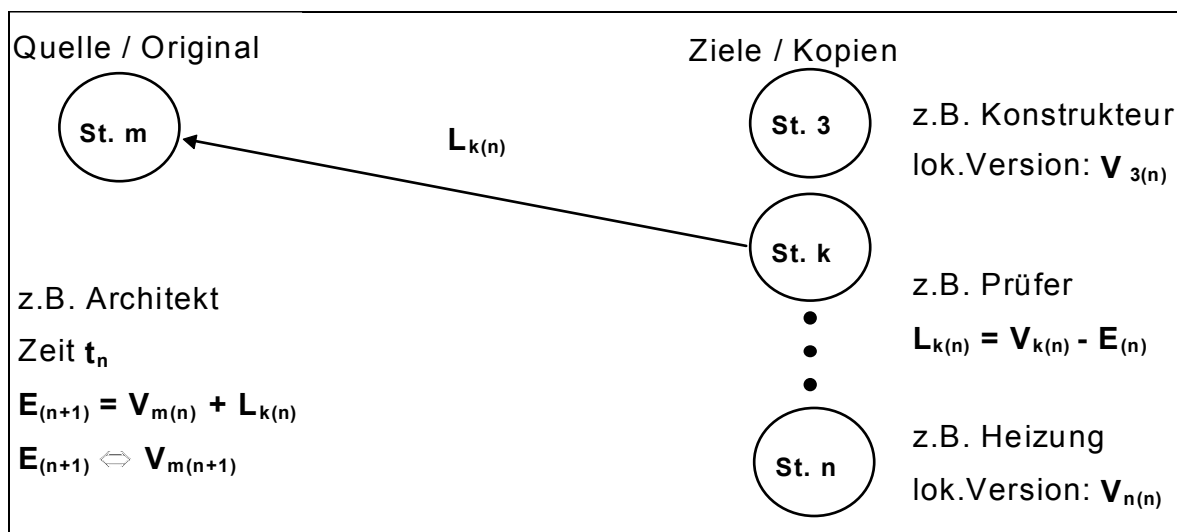 Quelle / Original
Ziele / Kopien
St. m
L k(n)
St. 3
z.B. Konstrukteur
lok.Version: V 3(n)
St. k
z.B. Architekt
Zeit t n
E (n+1) = V m(n) + L k(n)
E (n+1) ⇔ V m(n+1)
z.B. Prüfer
L k(n) = V k(n) - E (n)
St. n
z.B. Heizung
lok.Version: V n(n)